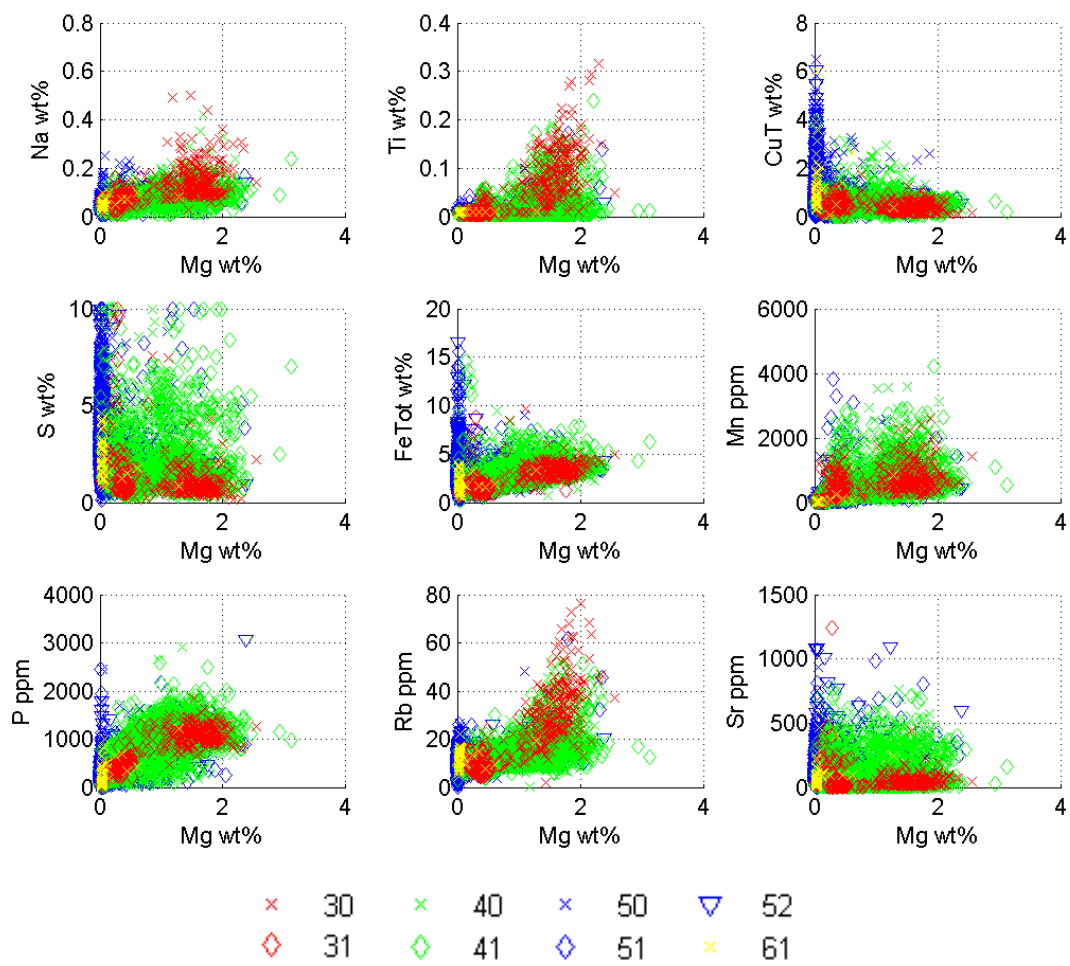 0.8
0.6
0.4
0.2
0
Na wt%
0 2 4
Mg wt%
0.4
0.3
0.2
0.1
0
Ti wt%
0 2 4
Mg wt%
8
6
4
2
0
CuT wt%
0 2 4
Mg wt%
10
5
0
S wt%
0 2 4
Mg wt%
20
15
10
5
0
FeTot wt%
0 2 4
Mg wt%
6000
4000
2000
0
Mn ppm
0 2 4
Mg wt%
4000
3000
2000
1000
0
P ppm
0 2 4
Mg wt%
80
60
40
20
0
Rb ppm
0 2 4
Mg wt%
1500
1000
500
0
Sr ppm
0 2 4
Mg wt%
30 40 50 52
31 41 51 61